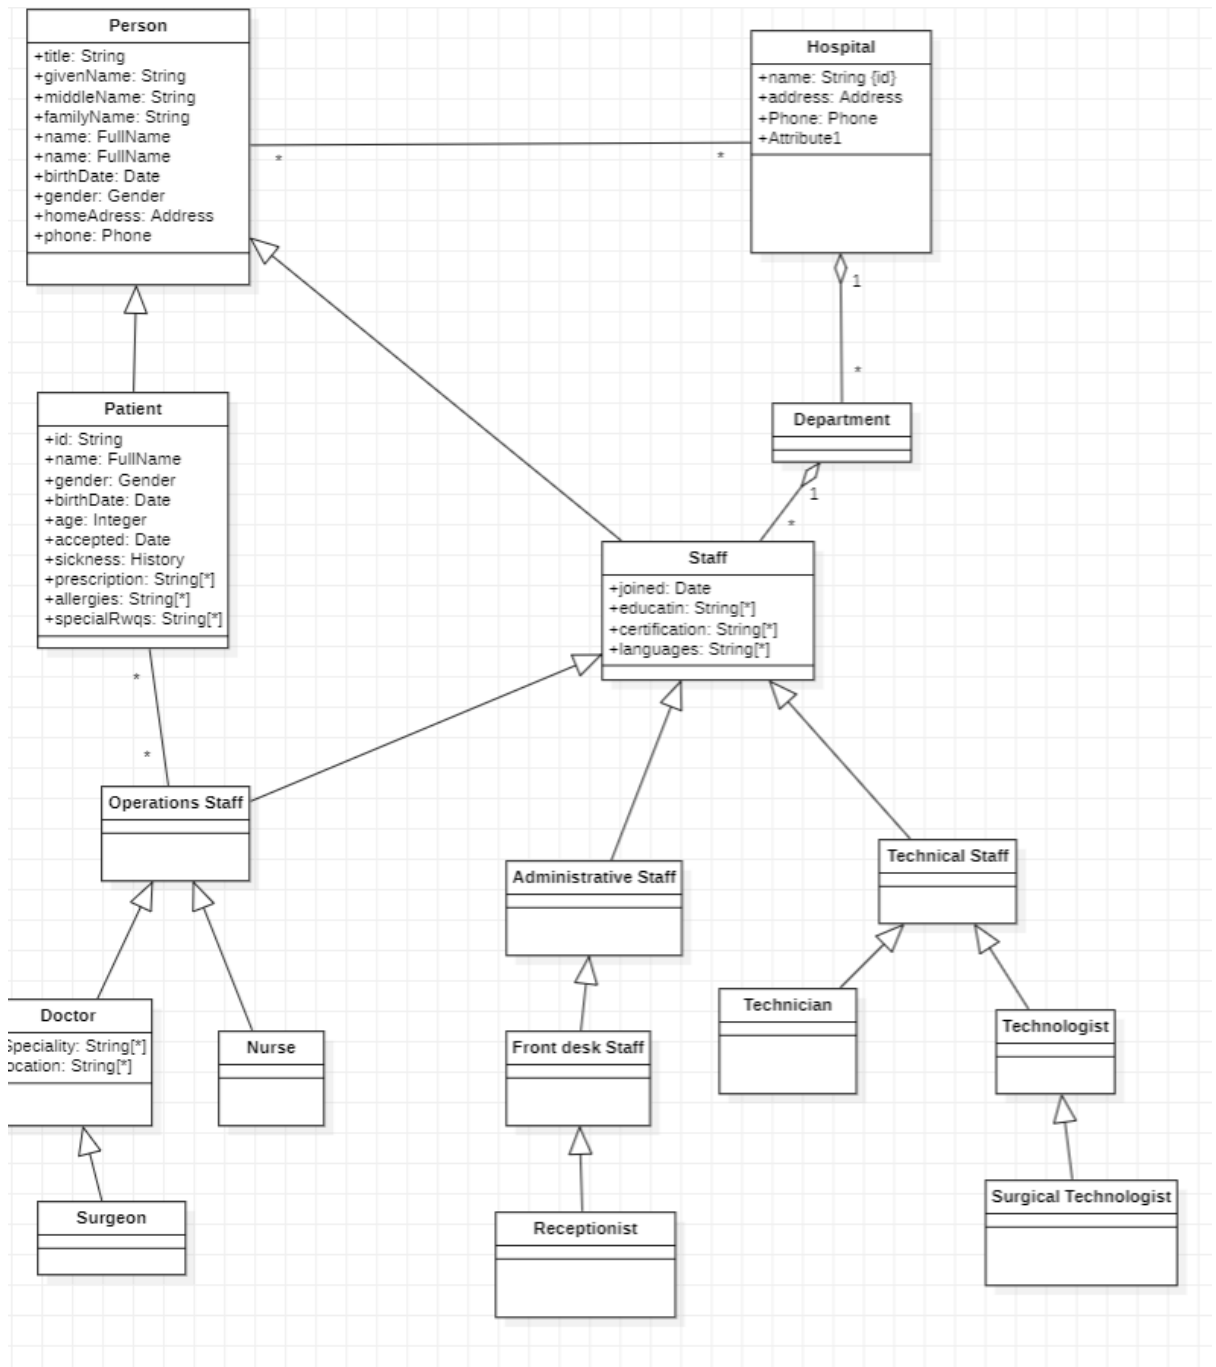 Person
+title: String
+givenName: String
+middleName: String
+familyName: String
+name: FullName
+name: FullName
+birthDate: Date
+gender: Gender
+homeAdress: Address
+phone: Phone
Hospital
+name: String {id}
+address: Address
+Phone: Phone
+Attribute1
*
*
1
*
Department
1
*
Patient
+id: String
+name: FullName
+gender: Gender
+birthDate: Date
+age: Integer
+accepted: Date
+sickness: History
+prescription: String[*]
+allergies: String[*]
+specialRwqs: String[*]
Staff
+joined: Date
+educatin: String[*]
+certification: String[*]
+languages: String[*]
*
*
Operations Staff
Administrative Staff
Technical Staff
Doctor
Speciality: String[*]
ocation: String[*]
Nurse
Front desk Staff
Technician
Technologist
Surgeon
Receptionist
Surgical Technologist